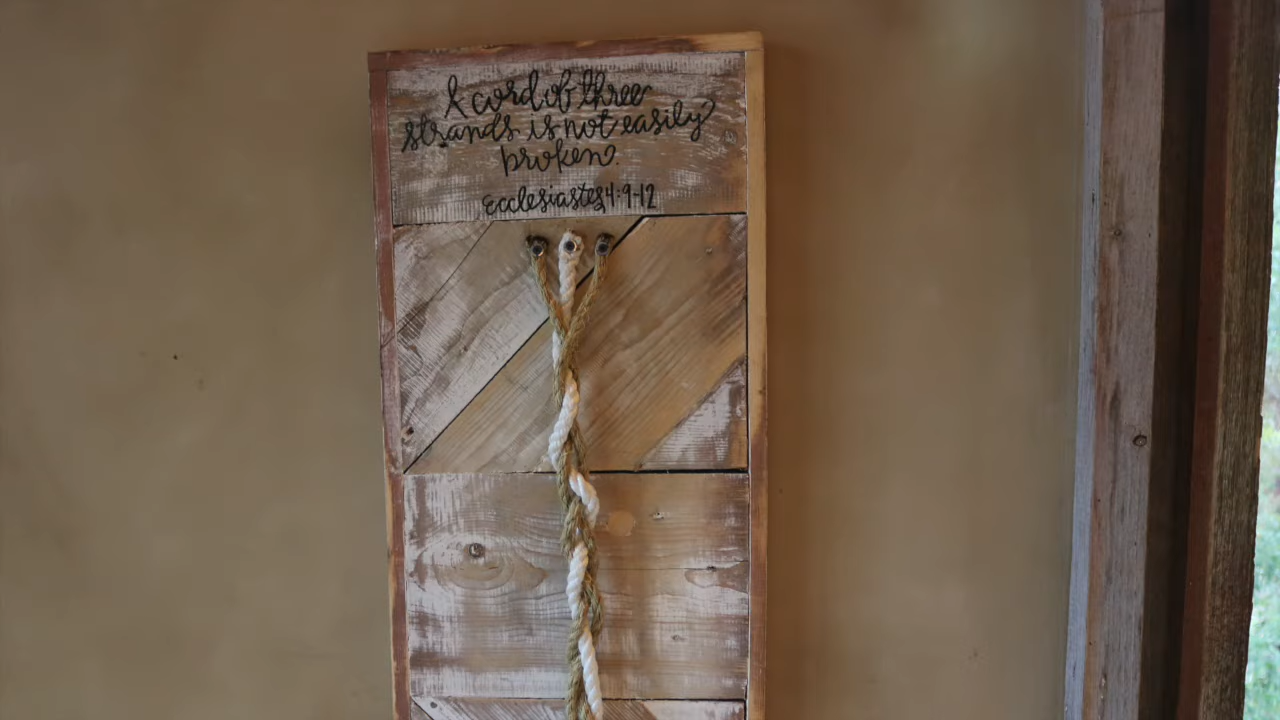 A cord of three
strands is not easily
broken.
Ecclesiastes 4:9-12